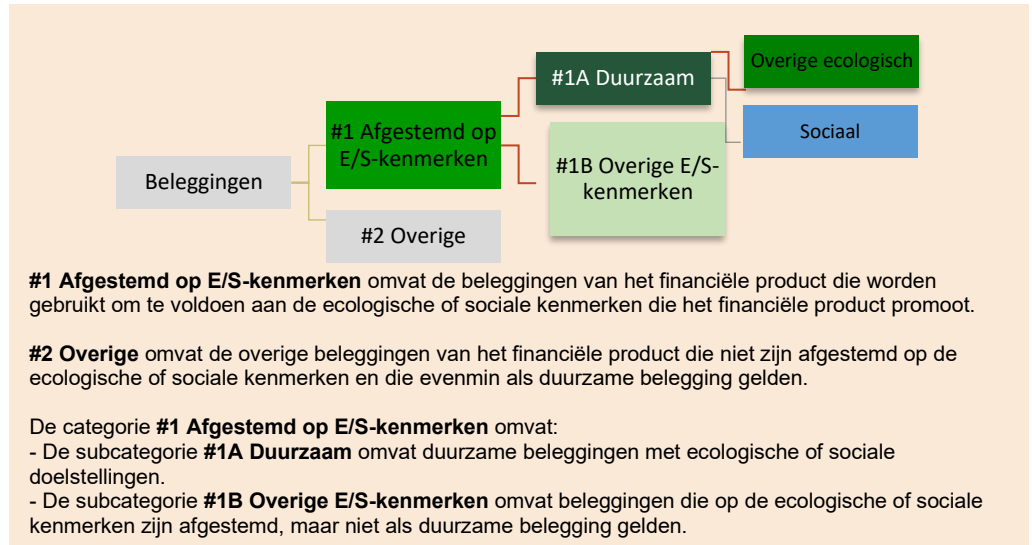 Beleggingen
#1 Afgestemd op
E/S-kenmerken
#2 Overige
#1A Duurzaam
#1B Overige E/S-
kenmerken
Overige ecologisch
Sociaal
#1 Afgestemd op E/S-kenmerken omvat de beleggingen van het financiële product die worden
gebruikt om te voldoen aan de ecologische of sociale kenmerken die het financiële product promoot.
#2 Overige omvat de overige beleggingen van het financiële product die niet zijn afgestemd op de
ecologische of sociale kenmerken en die evenmin als duurzame belegging gelden.
De categorie #1 Afgestemd op E/S-kenmerken omvat:
- De subcategorie #1A Duurzaam omvat duurzame beleggingen met ecologische of sociale
doelstellingen.
- De subcategorie #1B Overige E/S-kenmerken omvat beleggingen die op de ecologische of sociale
kenmerken zijn afgestemd, maar niet als duurzame belegging gelden.